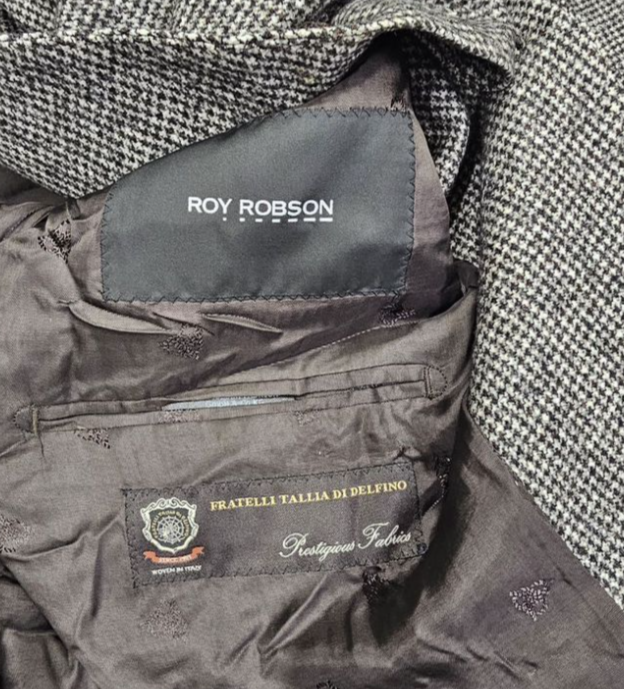 ROY ROBSON
FRATELLI TALLIA DI DELFINO
Prestigious Fabrics
WOVEN IN ITALY